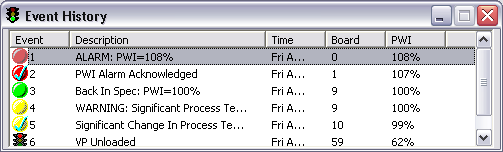 Event History
Event Description Time Board PWI
1 ALARM: PWI=108% Fri A... 0 108%
2 PWI Alarm Acknowledged Fri A... 1 107%
3 Back In Spec: PWI=100% Fri A... 9 100%
4 WARNING: Significant Process Te... Fri A... 9 100%
5 Significant Change In Process Te... Fri A... 10 99%
6 VP Unloaded Fri A... 59 62%